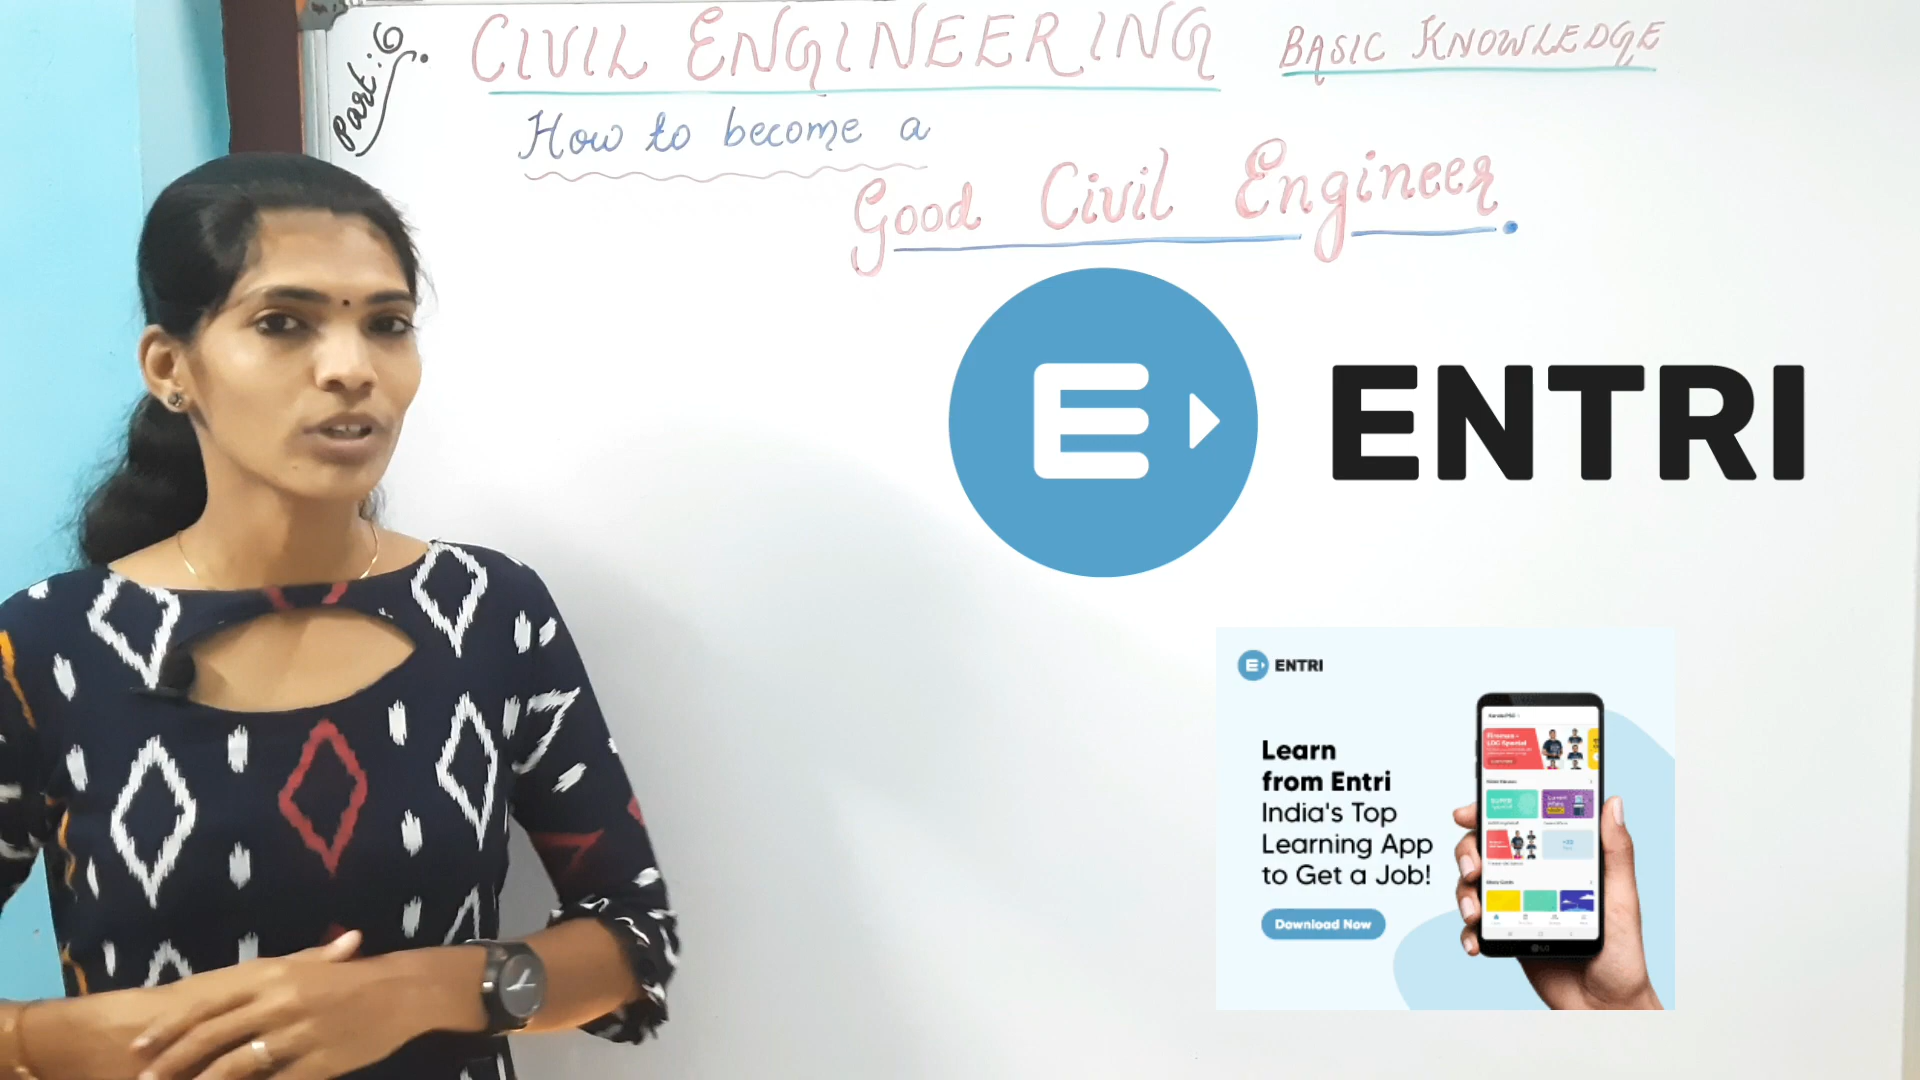 Part: 6.
CIVIL ENGINEERING
BASIC KNOWLEDGE
How to become a
Good Civil Engineer.
E
ENTRI
E ENTRI
Learn
from Entri
India's Top
Learning App
to Get a Job!
Download Now
LG